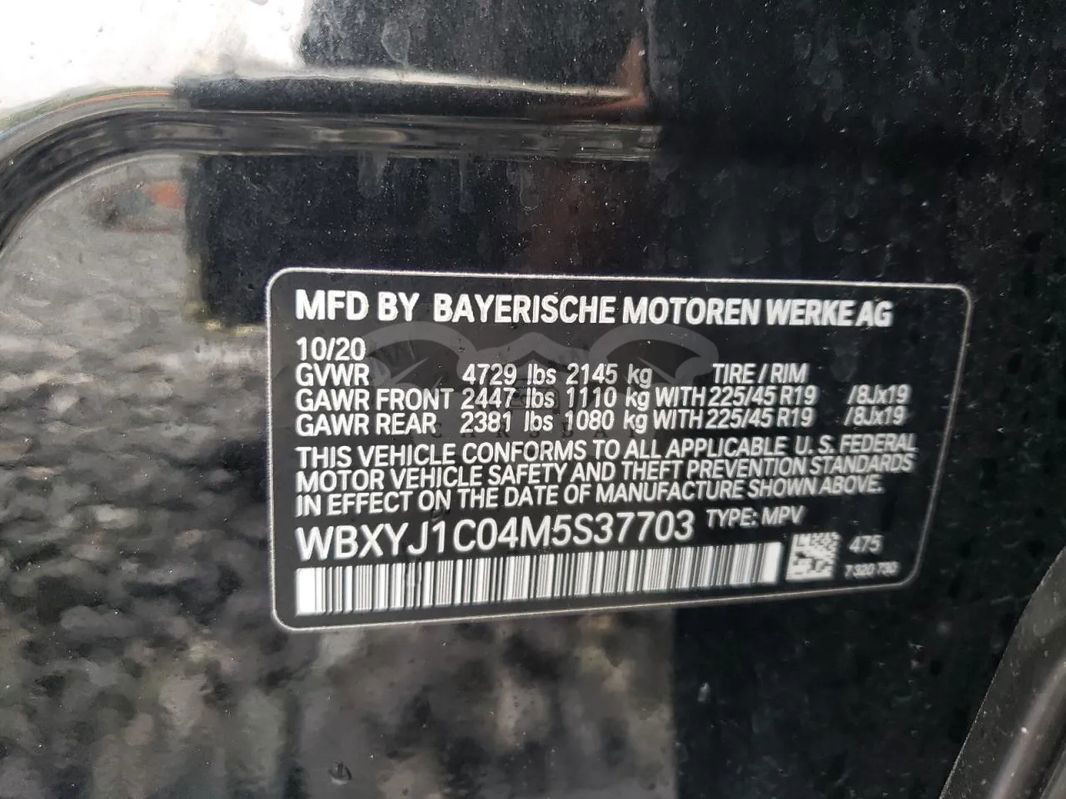 MFD BY BAYERISCHE MOTOREN WERKE AG
10/20
GVWR 4729 lbs 2145 kg TIRE / RIM
GAWR FRONT 2447 lbs 1110 kg WITH 225/45 R19 /8Jx19
GAWR REAR 2381 lbs 1080 kg WITH 225/45 R19 /8Jx19
THIS VEHICLE CONFORMS TO ALL APPLICABLE U. S. FEDERAL
MOTOR VEHICLE SAFETY AND THEFT PREVENTION STANDARDS
IN EFFECT ON THE DATE OF MANUFACTURE SHOWN ABOVE.
WBXYJ1C04M5S37703 TYPE: MPV
475
7 320 730